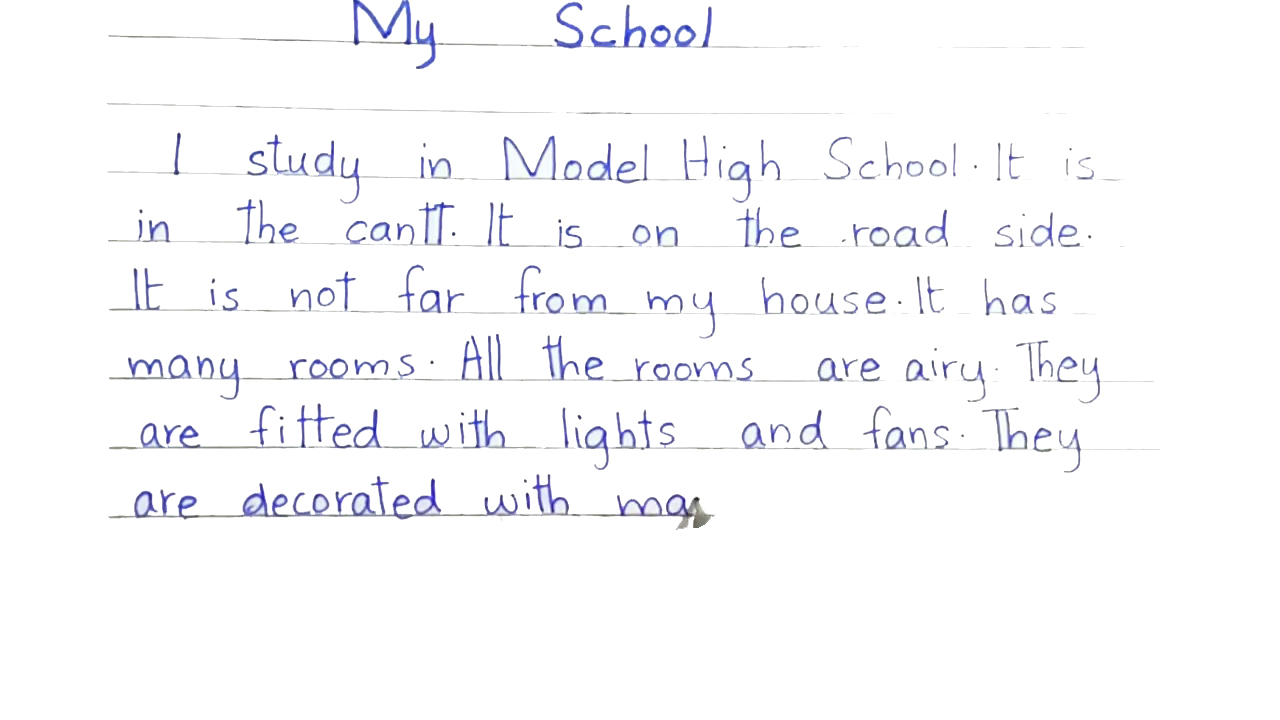 My School
I study in Model High School. It is
in the cantt. It is on the road side.
It is not far from my house. It has
many rooms. All the rooms are airy. They
are fitted with lights and fans. They
are decorated with